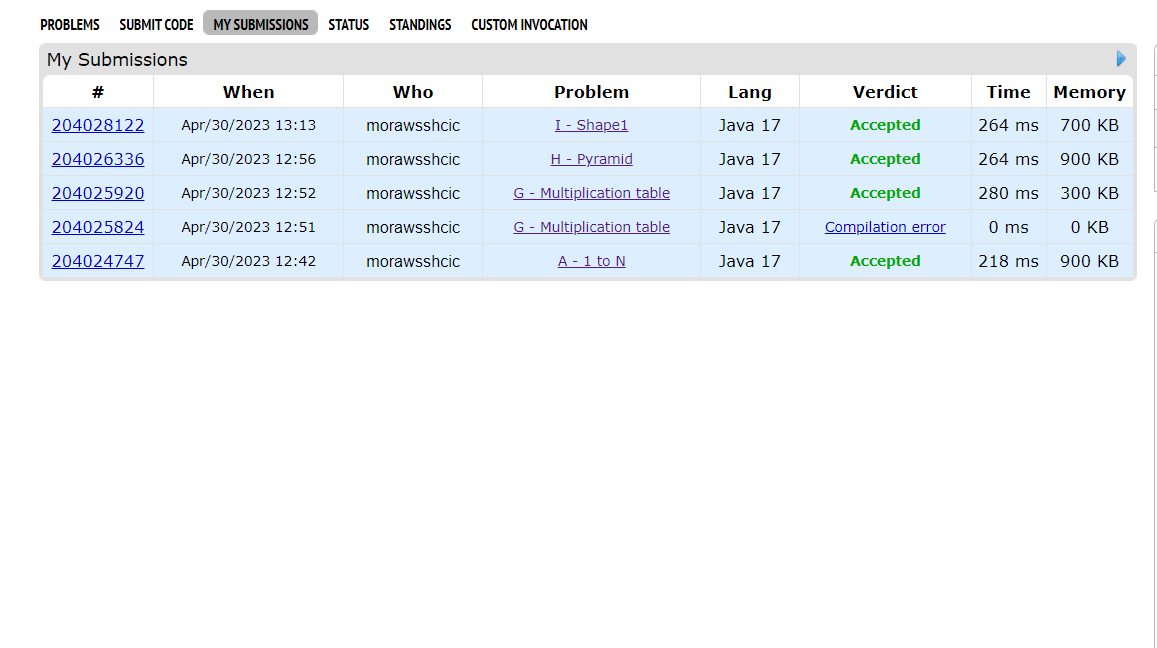 PROBLEMS SUBMIT CODE MY SUBMISSIONS STATUS STANDINGS CUSTOM INVOCATION
My Submissions
# When Who Problem Lang Verdict Time Memory
204028122 Apr/30/2023 13:13 morawsshcic I - Shape1 Java 17 Accepted 264 ms 700 KB
204026336 Apr/30/2023 12:56 morawsshcic H - Pyramid Java 17 Accepted 264 ms 900 KB
204025920 Apr/30/2023 12:52 morawsshcic G - Multiplication table Java 17 Accepted 280 ms 300 KB
204025824 Apr/30/2023 12:51 morawsshcic G - Multiplication table Java 17 Compilation error 0 ms 0 KB
204024747 Apr/30/2023 12:42 morawsshcic A - 1 to N Java 17 Accepted 218 ms 900 KB